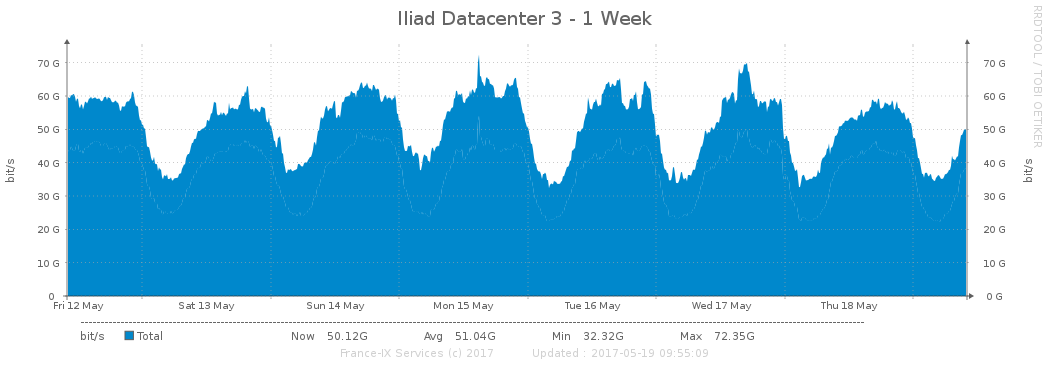 Iliad Datacenter 3 - 1 Week
RRDTOOL / TOBI OETIKER
bit/s
70 G 70 G
60 G 60 G
50 G 50 G
40 G 40 G
30 G 30 G
20 G 20 G
10 G 10 G
0 0 G
bit/s
Fri 12 May Sat 13 May Sun 14 May Mon 15 May Tue 16 May Wed 17 May Thu 18 May
bit/s Total Now 50.12G Avg 51.04G Min 32.32G Max 72.35G
France-IX Services (c) 2017 Updated : 2017-05-19 09:55:09